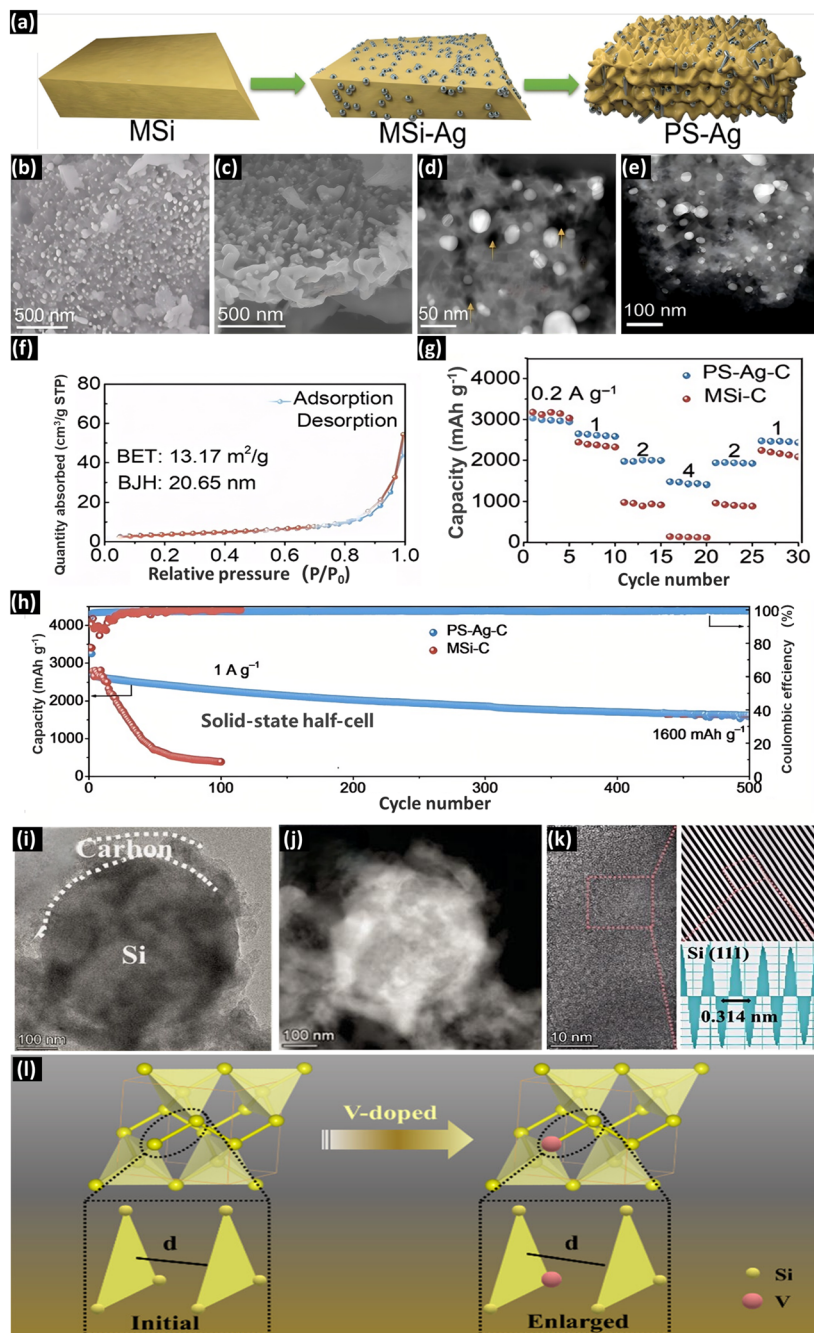 (a)
MSi
MSi-Ag
PS-Ag
(b)
500 nm
(c)
500 nm
(d)
50 nm
(e)
100 nm
(f)
Quantity absorbed (cm³/g STP)
80
60
40
20
0
Adsorption
Desorption
BET: 13.17 m²/g
BJH: 20.65 nm
0.0 0.2 0.4 0.6 0.8 1.0
Relative pressure (P/P₀)
(g)
Capacity (mAh g⁻¹)
4000
3000
2000
1000
0
PS-Ag-C
MSi-C
0.2 A g⁻¹
1
2
4
2
1
0 5 10 15 20 25 30
Cycle number
(h)
Capacity (mAh g⁻¹)
4000
3000
2000
1000
0
PS-Ag-C
MSi-C
1 A g⁻¹
Solid-state half-cell
1600 mAh g⁻¹
100
80
60
40
20
0
Coulombic effciency (%)
0 100 200 300 400 500
Cycle number
(i)
Carhon
Si
100 nm
(j)
100 nm
(k)
10 nm
Si (111)
0.314 nm
(l)
V-doped
d
Initial
d
Enlarged
Si
V